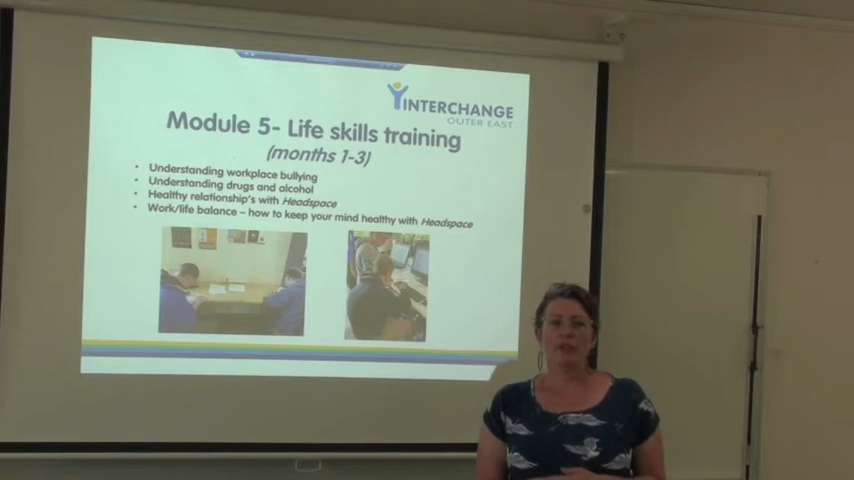 INTERCHANGE
OUTER EAST
Module 5- Life skills training
(months 1-3)
• Understanding workplace bullying
• Understanding drugs and alcohol
• Healthy relationship's with Headspace
• Work/life balance – how to keep your mind healthy with Headspace